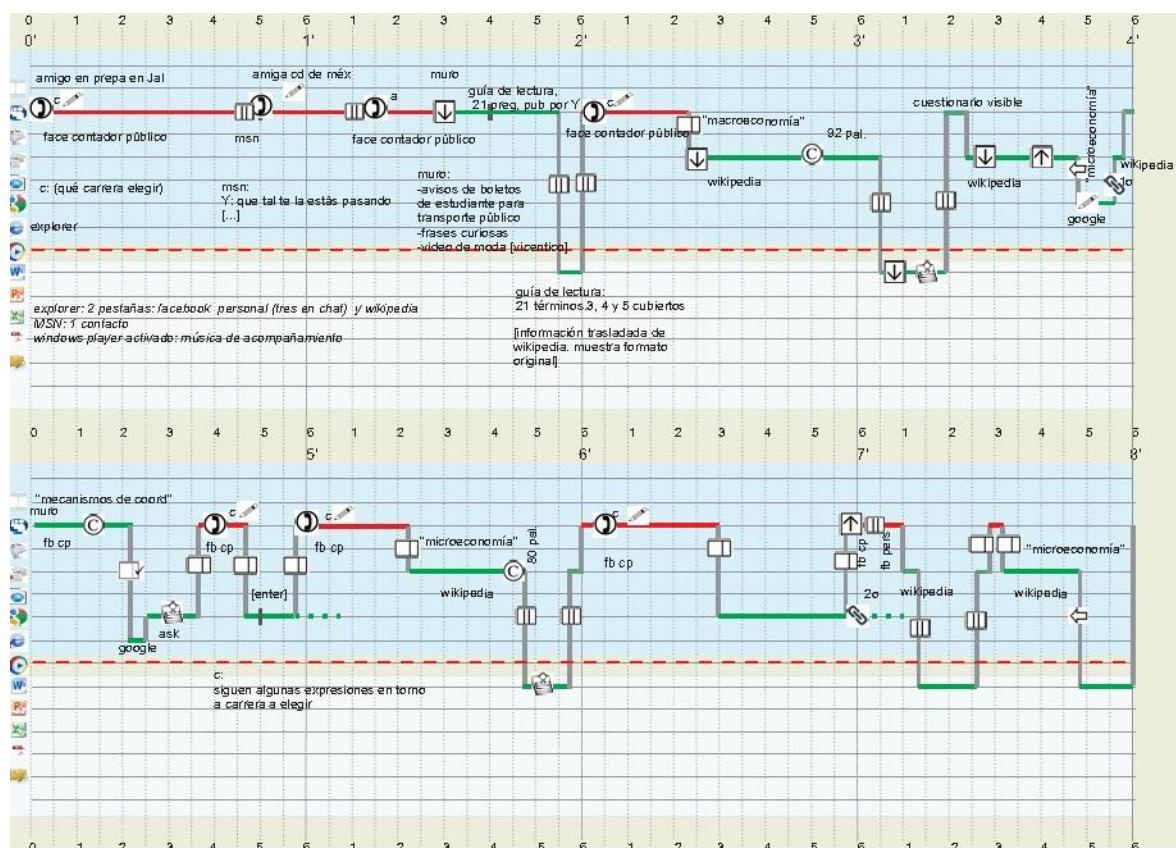 0 1 2 3 4 5 6 1 2 3 4 5 6 1 2 3 4 5 6 1 2 3 4 5 6
0' 1' 2' 3' 4'
amigo en prepa en Jal
amiga cd de méx
muro
guía de lectura,
21 preg, pub por Y
c
a
c
cuestionario visible
"microeconomía"
face contador público
msn
face contador público
face contador público
"macroeconomía"
92 pal.
wikipedia
wikipedia
wikipedia
1o
google
c: (qué carrera elegir)
msn:
Y: que tal te la estás pasando
[...]
muro:
-avisos de boletos
de estudiante para
transporte público
-frases curiosas
-video de moda [vicentico]
explorer
guía de lectura:
21 términos.3, 4 y 5 cubiertos
[información trasladada de
wikipedia. muestra formato
original]
explorer: 2 pestañas: facebook personal (tres en chat) y wikipedia
MSN: 1 contacto
windows player activado: música de acompañamiento
0 1 2 3 4 5 6 1 2 3 4 5 6 1 2 3 4 5 6 1 2 3 4 5 6
5' 6' 7' 8'
"mecanismos de coord"
muro
c
c
c
fb cp
fb cp
fb cp
"microeconomía"
80 pal.
fb cp
fb cp
fb pers
"microeconomía"
[enter]
wikipedia
2o
wikipedia
wikipedia
ask
google
c:
siguen algunas expresiones en torno
a carrera a elegir
0 1 2 3 4 5 6 1 2 3 4 5 6 1 2 3 4 5 6 1 2 3 4 5 6